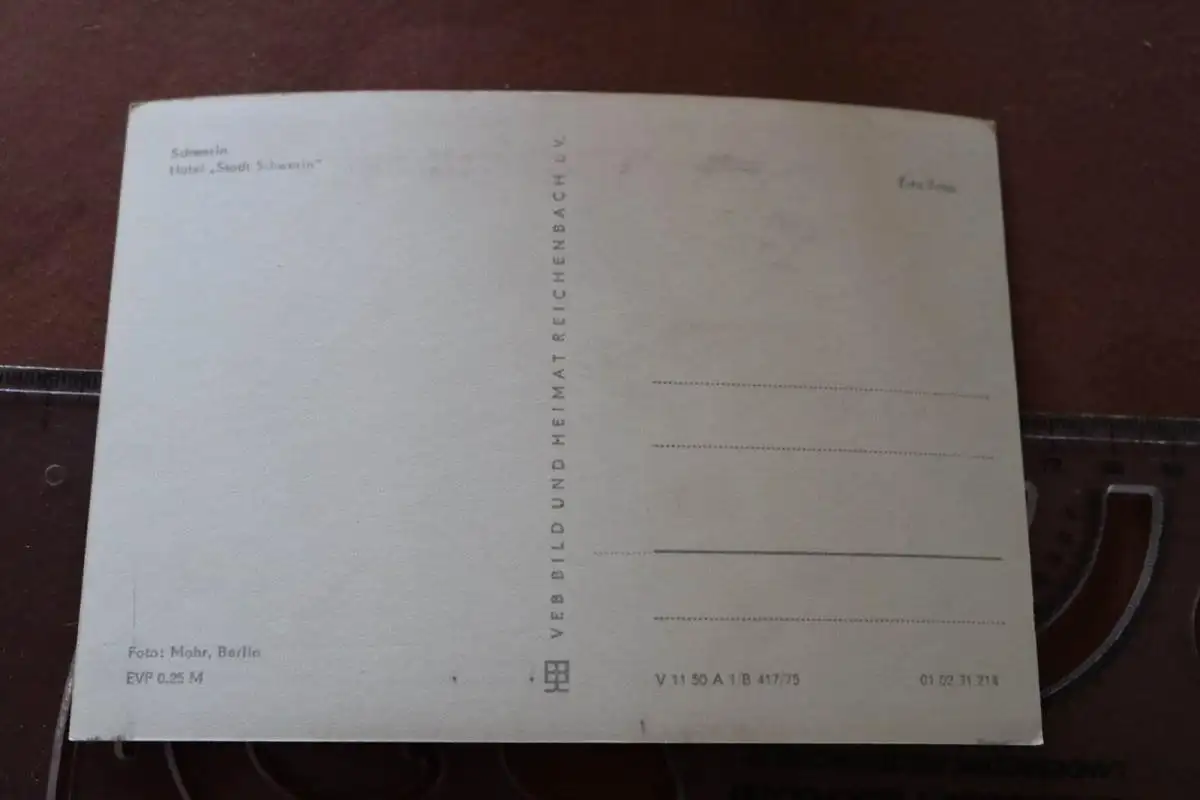 Schwerin
Hotel „Stadt Schwerin“
VEB BILD UND HEIMAT REICHENBACH i.V.
Foto: Mohr, Berlin
EVP 0.25 M
V 11 50 A 1/B 417/75
01 02 31 214